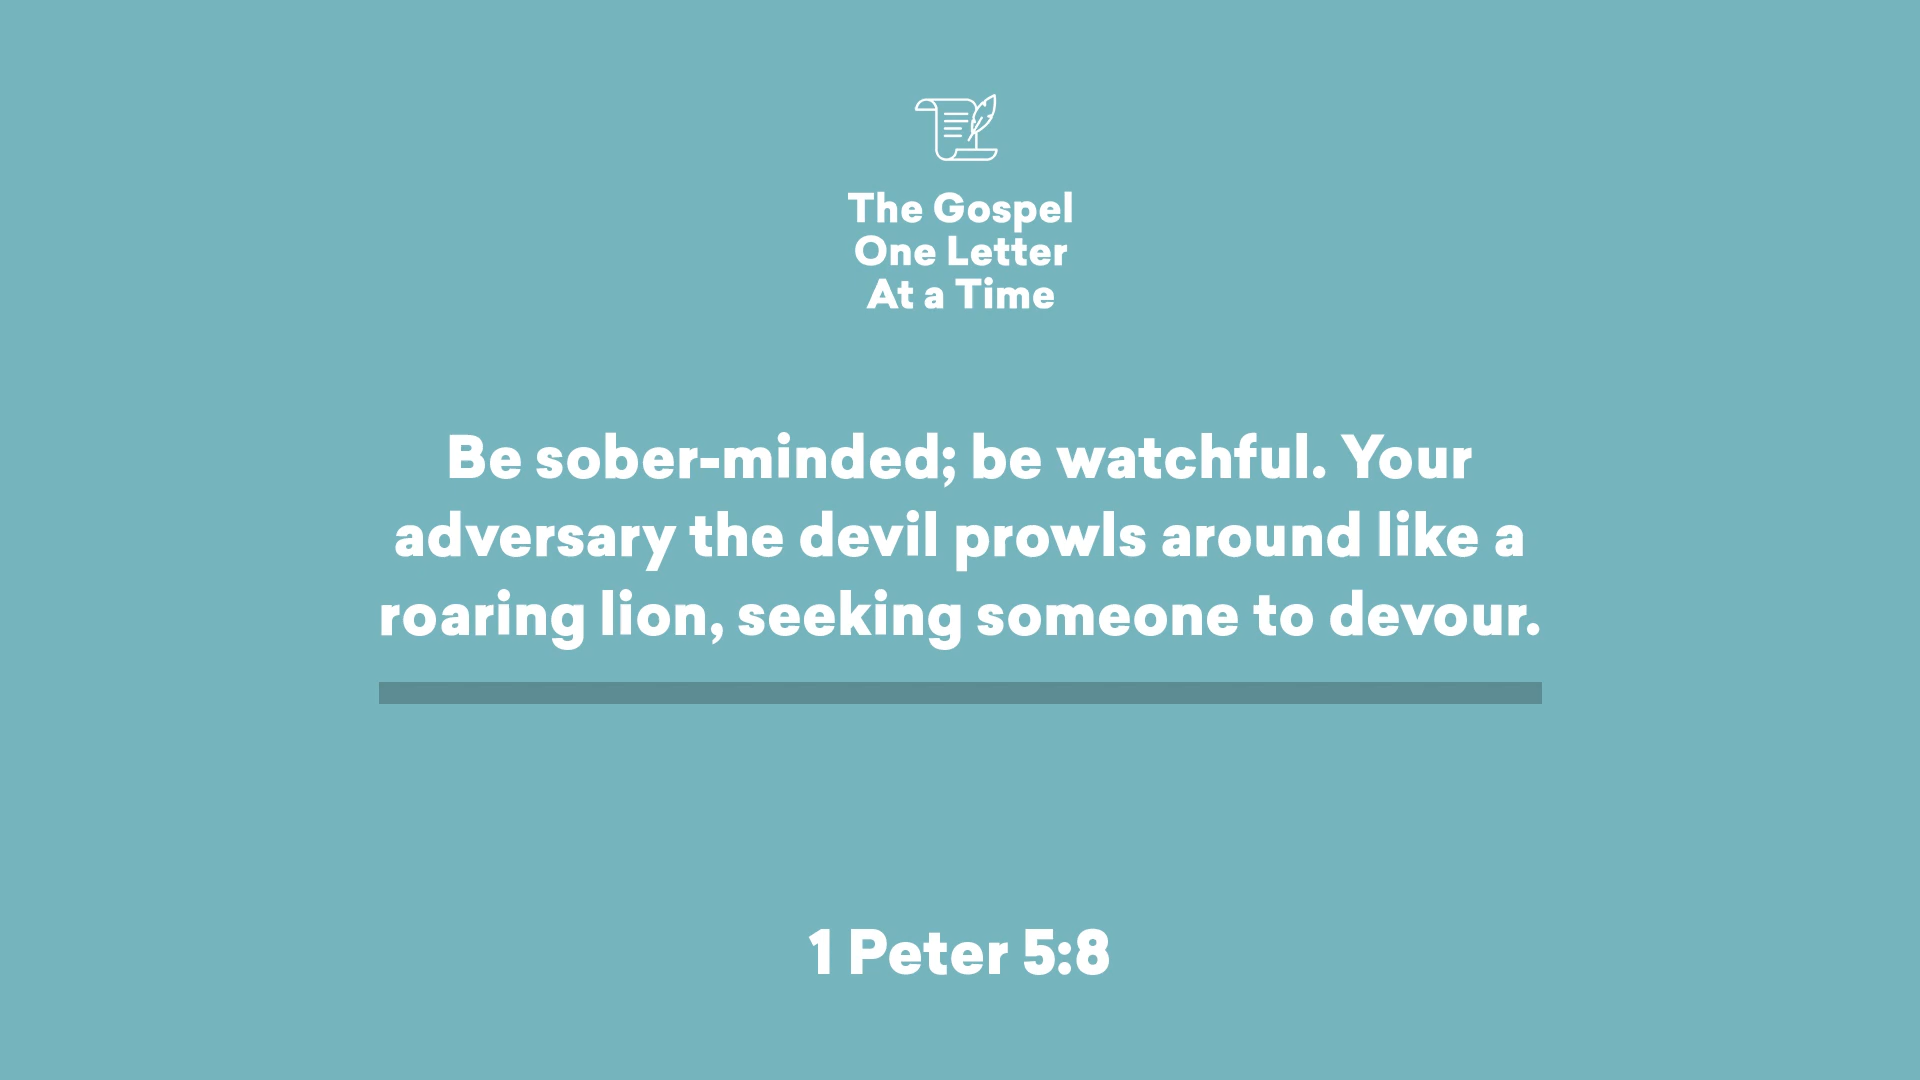 The Gospel
One Letter
At a Time
Be sober-minded; be watchful. Your
adversary the devil prowls around like a
roaring lion, seeking someone to devour.
1 Peter 5:8